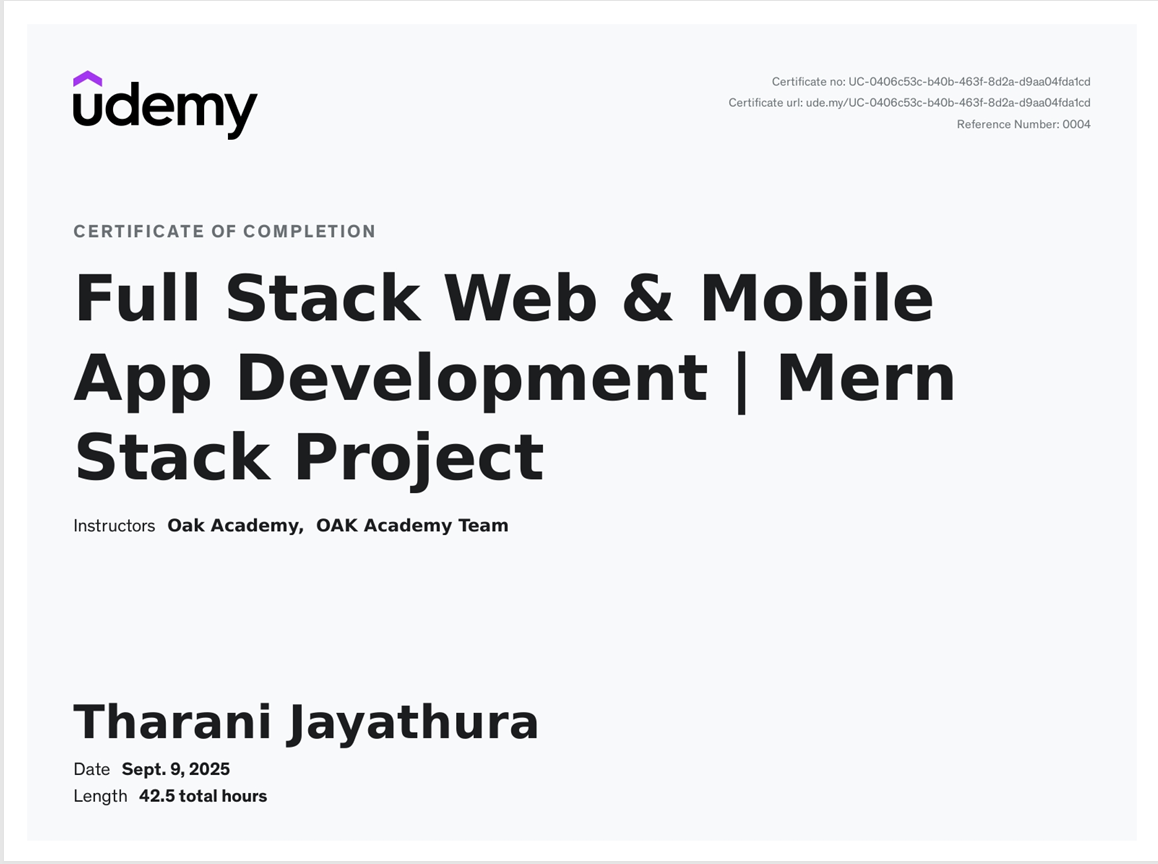 udemy
Certificate no: UC-0406c53c-b40b-463f-8d2a-d9aa04fda1cd
Certificate url: ude.my/UC-0406c53c-b40b-463f-8d2a-d9aa04fda1cd
Reference Number: 0004
CERTIFICATE OF COMPLETION
Full Stack Web & Mobile
App Development | Mern
Stack Project
Instructors Oak Academy, OAK Academy Team
Tharani Jayathura
Date Sept. 9, 2025
Length 42.5 total hours